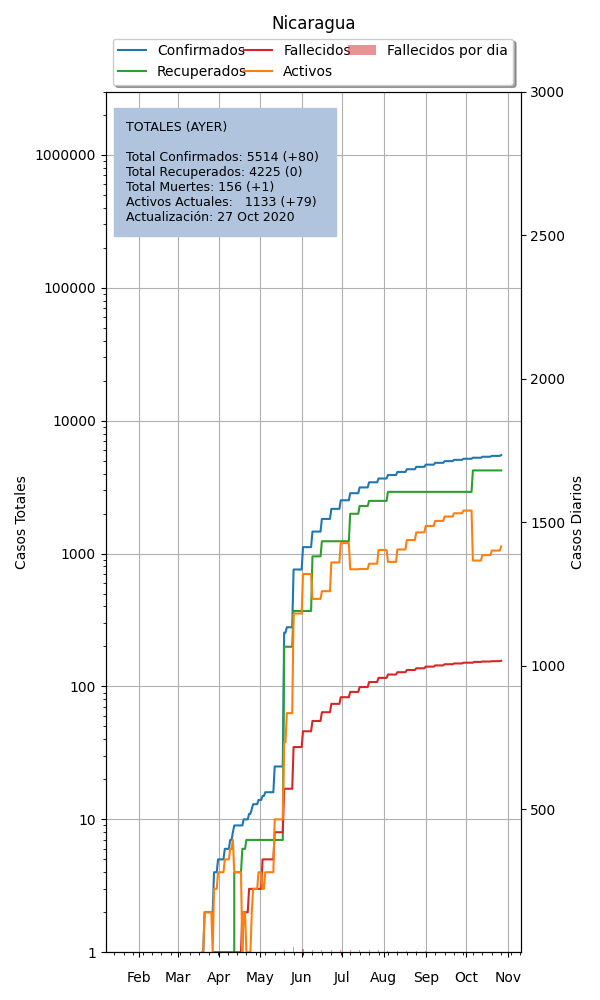 Nicaragua
Confirmados
Recuperados
Fallecidos
Activos
Fallecidos por dia
TOTALES (AYER)
Total Confirmados: 5514 (+80)
Total Recuperados: 4225 (0)
Total Muertes: 156 (+1)
Activos Actuales:   1133 (+79)
Actualización: 27 Oct 2020
Casos Totales
1000000
100000
10000
1000
100
10
1
3000
2500
2000
1500
1000
500
Casos Diarios
Feb Mar Apr May Jun Jul Aug Sep Oct Nov